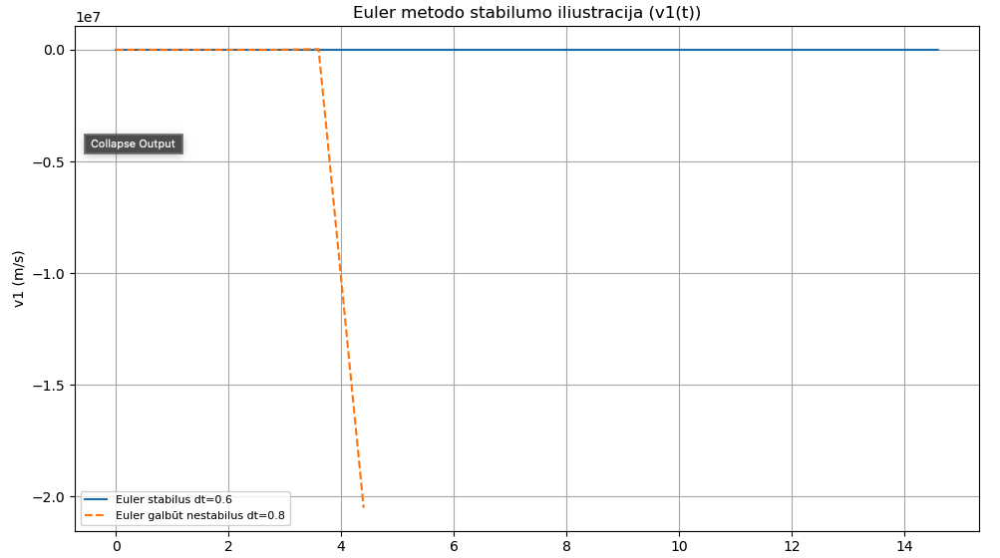 Euler metodo stabilumo iliustracija (v1(t))
1e7
0.0
Collapse Output
−0.5
v1 (m/s)
−1.0
−1.5
−2.0
Euler stabilus dt=0.6
Euler galbūt nestabilus dt=0.8
0 2 4 6 8 10 12 14